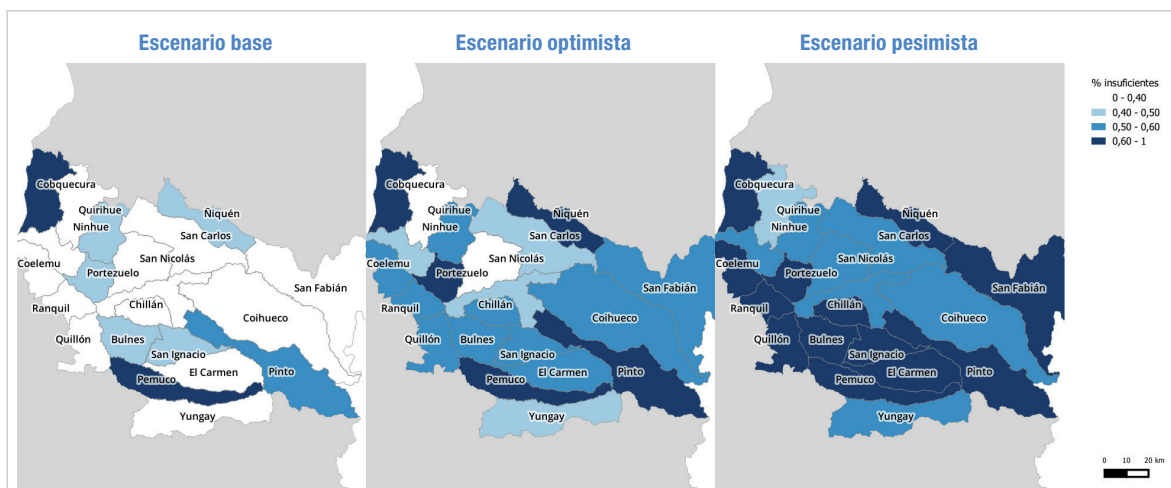 Escenario base
Escenario optimista
Escenario pesimista
% insuficientes
0 - 0,40
0,40 - 0,50
0,50 - 0,60
0,60 - 1
Cobquecura
Quirihue
Ñiquén
Ninhue
San Carlos
Coelemu
San Nicolás
Portezuelo
San Fabián
Ranquil
Chillán
Coihueco
Quillón
Bulnes
San Ignacio
El Carmen
Pinto
Pemuco
Yungay
Cobquecura
Quirihue
Ñiquén
Ninhue
San Carlos
Coelemu
San Nicolás
Portezuelo
San Fabián
Ranquil
Chillán
Coihueco
Quillón
Bulnes
San Ignacio
El Carmen
Pinto
Pemuco
Yungay
Cobquecura
Quirihue
Ñiquén
Ninhue
San Carlos
Coelemu
San Nicolás
Portezuelo
San Fabián
Ranquil
Chillán
Coihueco
Quillón
Bulnes
San Ignacio
El Carmen
Pinto
Pemuco
Yungay
0 10 20 km